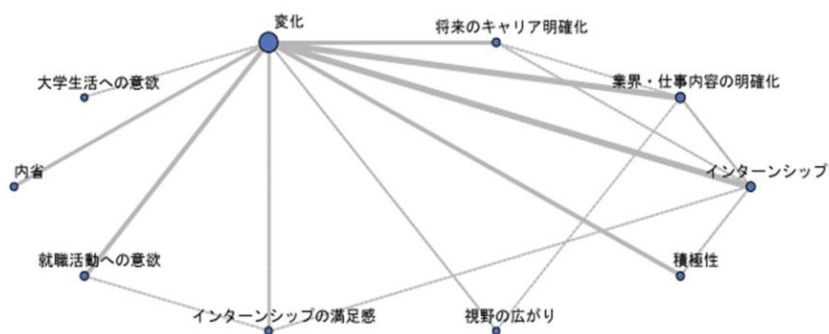 変化
将来のキャリア明確化
大学生活への意欲
業界・仕事内容の明確化
内省
インターンシップ
就職活動への意欲
積極性
インターンシップの満足感
視野の広がり